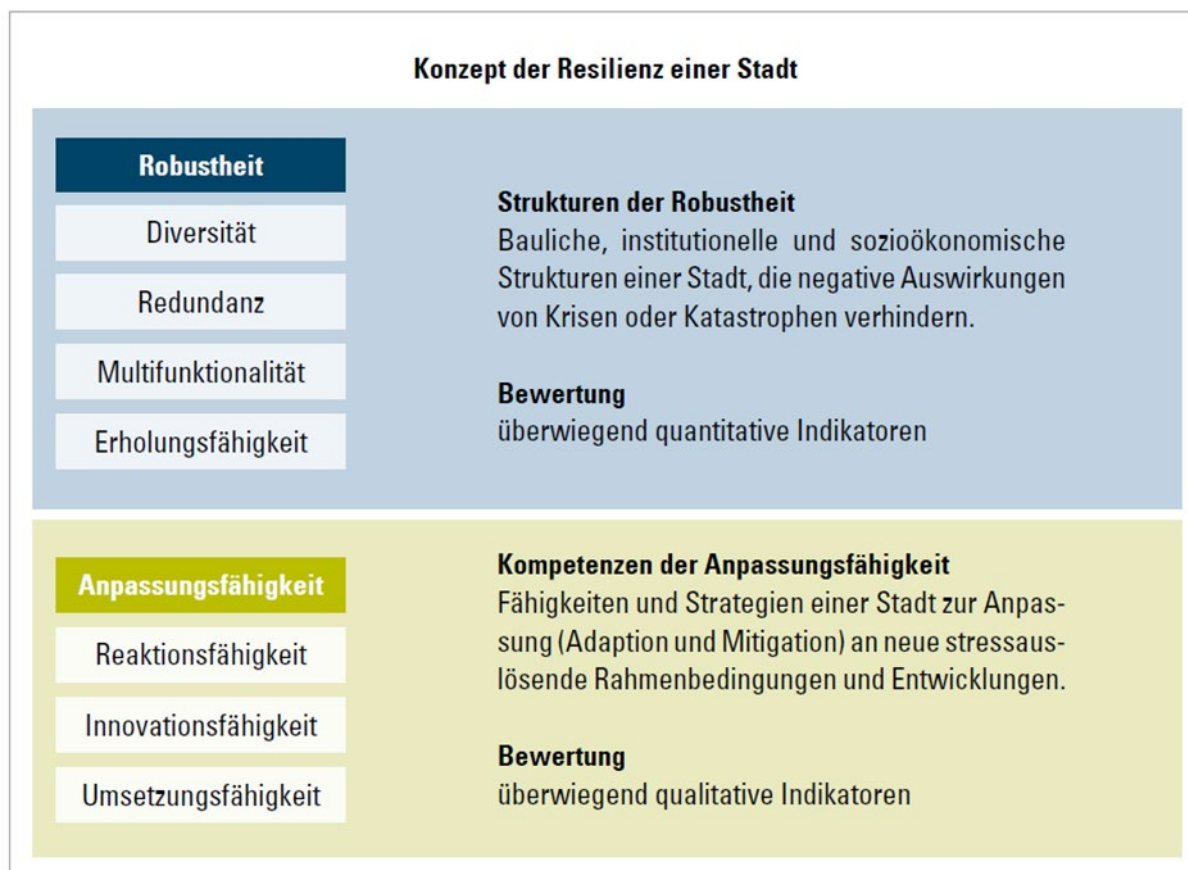 Konzept der Resilienz einer Stadt
Robustheit
Diversität
Redundanz
Multifunktionalität
Erholungsfähigkeit
Strukturen der Robustheit
Bauliche, institutionelle und sozioökonomische
Strukturen einer Stadt, die negative Auswirkungen
von Krisen oder Katastrophen verhindern.
Bewertung
überwiegend quantitative Indikatoren
Anpassungsfähigkeit
Reaktionsfähigkeit
Innovationsfähigkeit
Umsetzungsfähigkeit
Kompetenzen der Anpassungsfähigkeit
Fähigkeiten und Strategien einer Stadt zur Anpas-
sung (Adaption und Mitigation) an neue stressaus-
lösende Rahmenbedingungen und Entwicklungen.
Bewertung
überwiegend qualitative Indikatoren